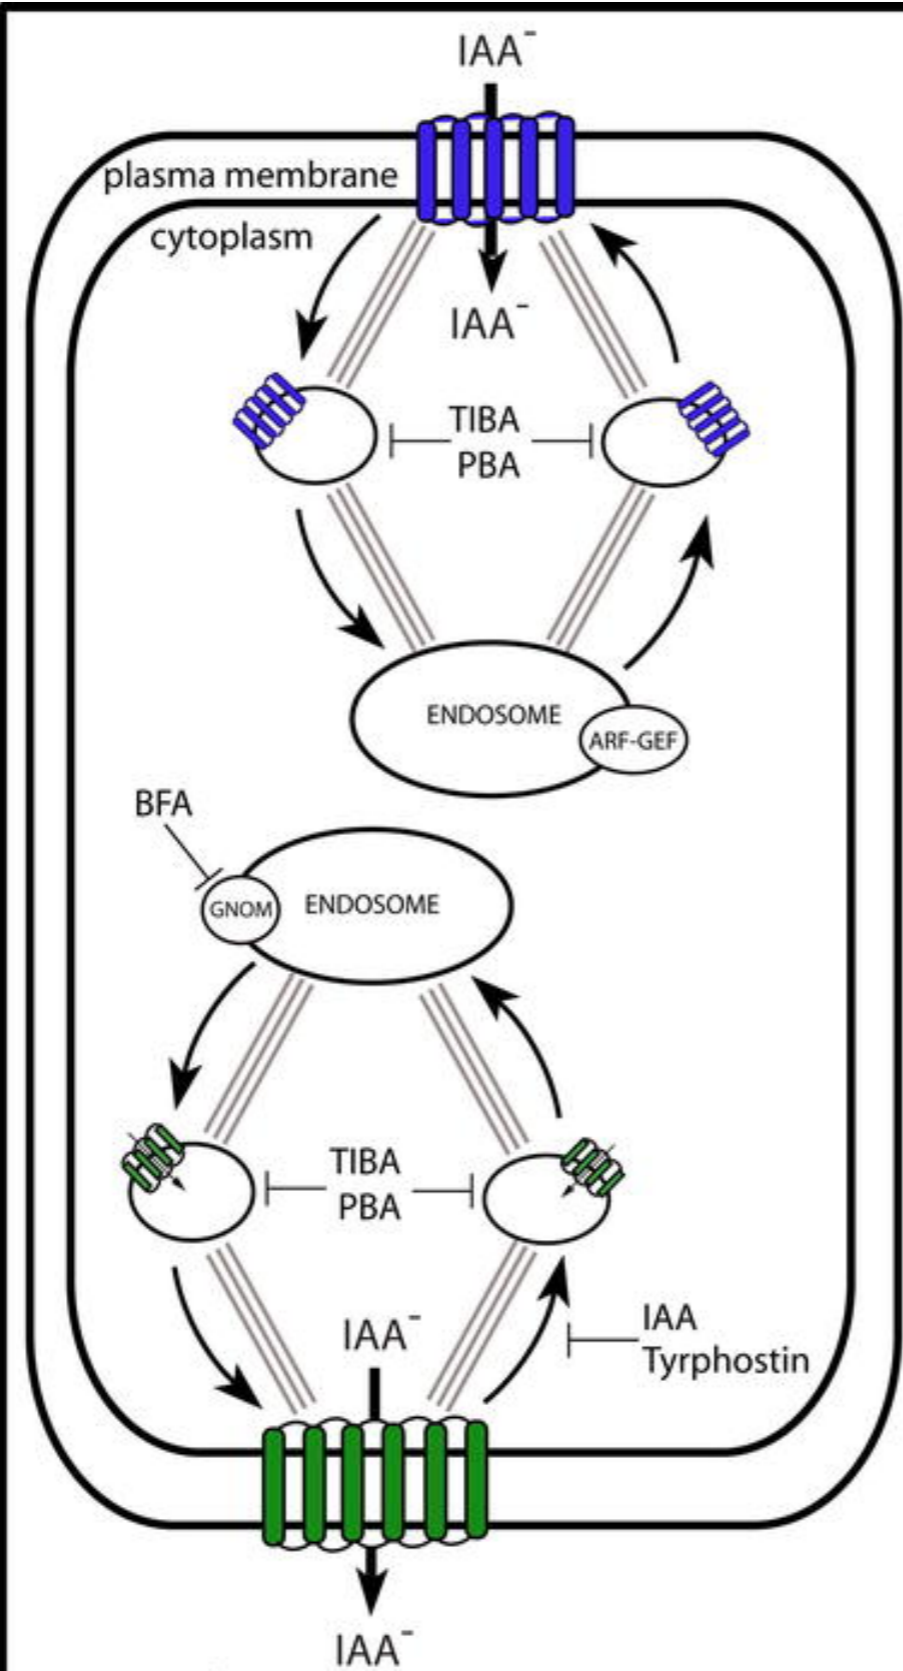 IAA⁻
plasma membrane
cytoplasm
IAA⁻
TIBA
PBA
ENDOSOME
ARF-GEF
BFA
GNOM
ENDOSOME
TIBA
PBA
IAA⁻
IAA
Tyrphostin
IAA⁻